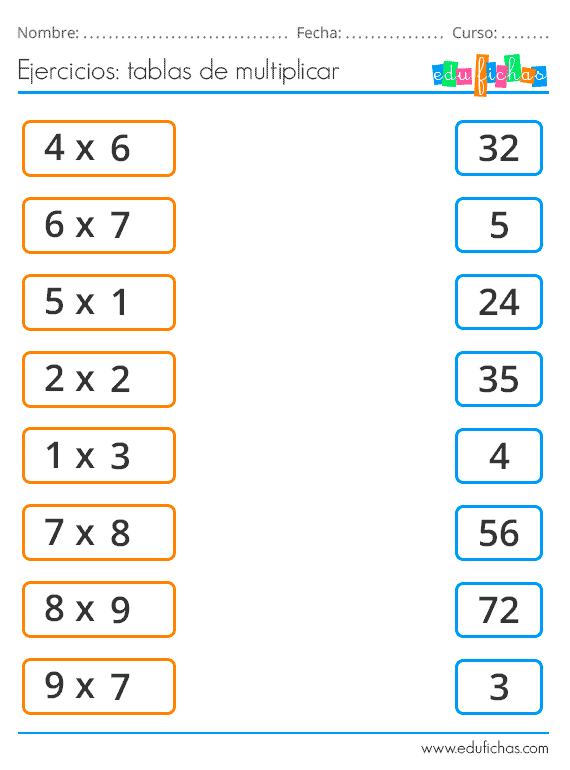 Nombre: .............................. Fecha: ............... Curso: ........
Ejercicios: tablas de multiplicar edufichas
4 x 6 32
6 x 7 5
5 x 1 24
2 x 2 35
1 x 3 4
7 x 8 56
8 x 9 72
9 x 7 3
www.edufichas.com